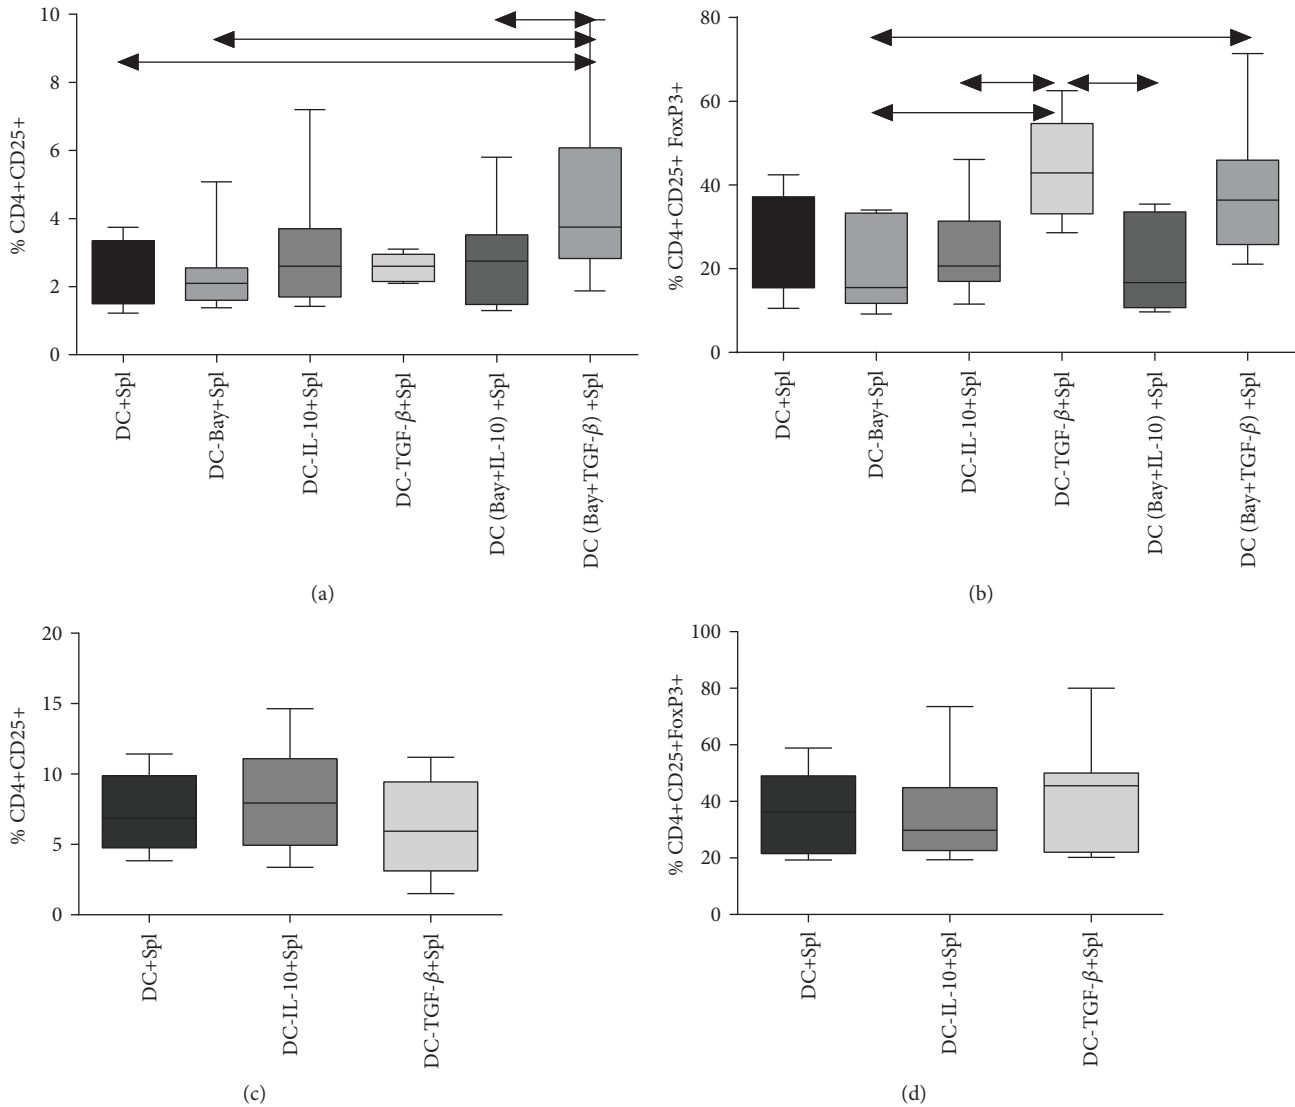 10
8
6
4
2
0
% CD4+CD25+
DC+Spl
DC-Bay+Spl
DC-IL-10+Spl
DC-TGF-β+Spl
DC (Bay+IL-10) +Spl
DC (Bay+TGF-β) +Spl
(a)
80
60
40
20
0
% CD4+CD25+ FoxP3+
DC+Spl
DC-Bay+Spl
DC-IL-10+Spl
DC-TGF-β+Spl
DC (Bay+IL-10) +Spl
DC (Bay+TGF-β) +Spl
(b)
20
15
10
5
0
% CD4+CD25+
DC+Spl
DC-IL-10+Spl
DC-TGF-β+Spl
(c)
100
80
60
40
20
0
% CD4+CD25+FoxP3+
DC+Spl
DC-IL-10+Spl
DC-TGF-β+Spl
(d)